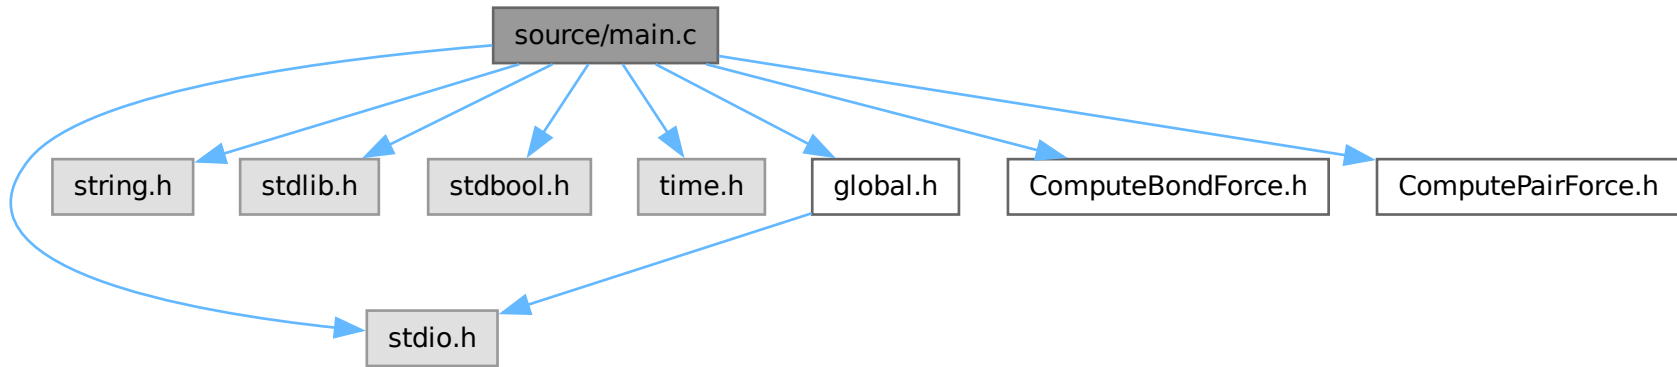 source/main.c
string.h
stdlib.h
stdbool.h
time.h
global.h
ComputeBondForce.h
ComputePairForce.h
stdio.h